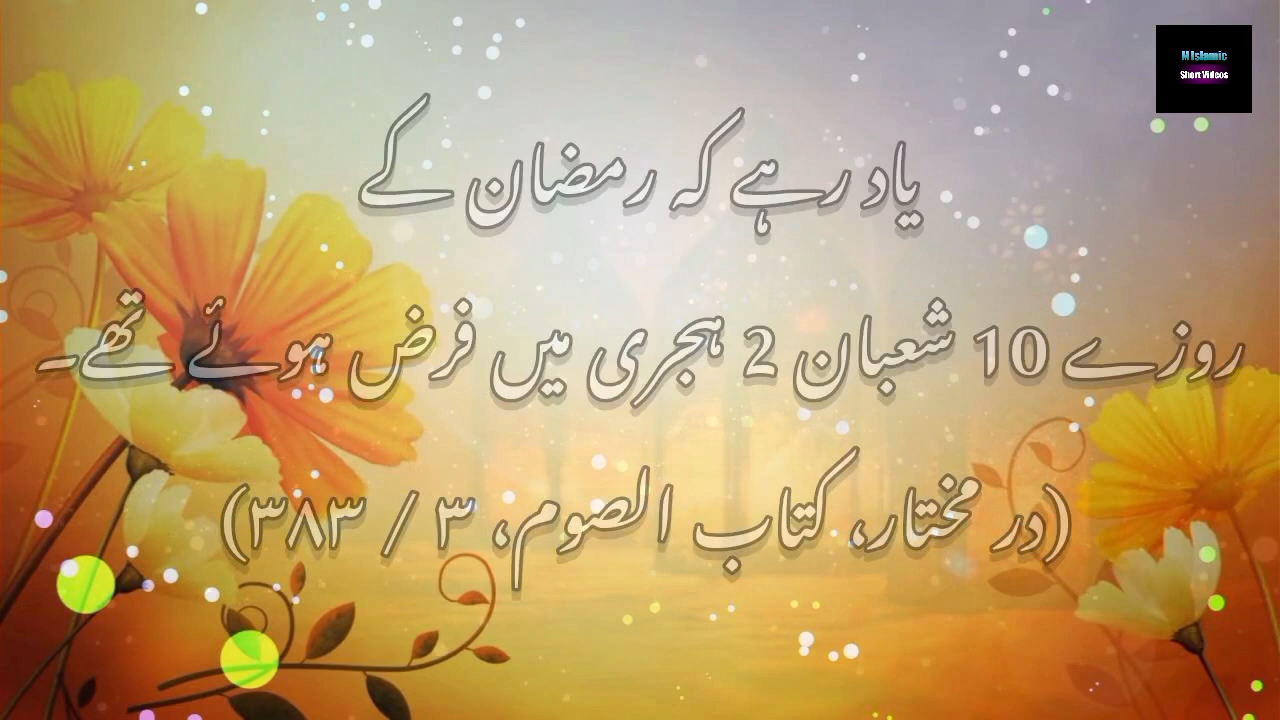 M Islamic
Short Videos
یاد رہے کہ رمضان کے
روزے 10 شعبان 2 ہجری میں فرض ہوئے تھے۔
(در مختار، کتاب الصوم، ۳ / ۳۸۳)